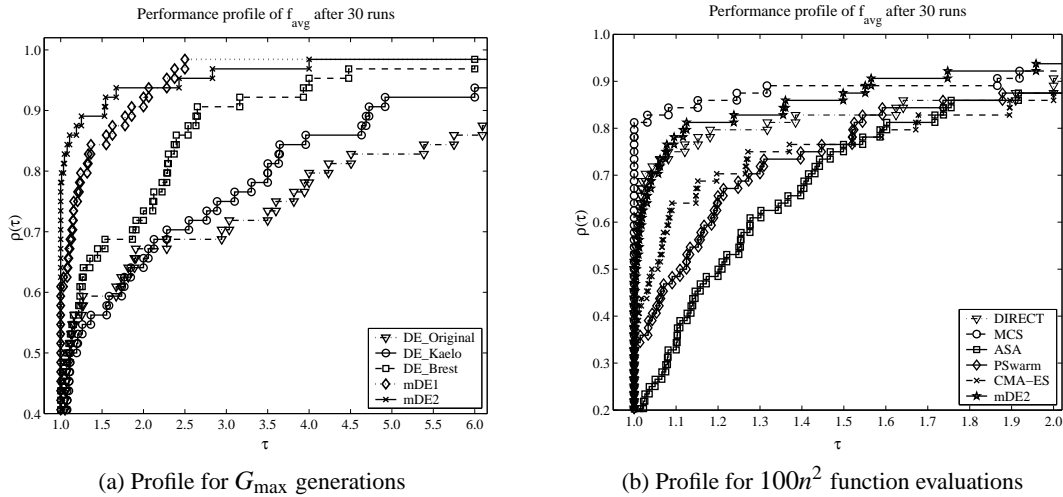 Performance profile of f_avg after 30 runs
1.0
0.9
0.8
0.7
0.6
0.5
0.4
ρ(τ)
DE_Original
DE_Kaelo
DE_Brest
mDE1
mDE2
1.0 1.5 2.0 2.5 3.0 3.5 4.0 4.5 5.0 5.5 6.0
τ
(a) Profile for G_max generations
Performance profile of f_avg after 30 runs
1.0
0.9
0.8
0.7
0.6
0.5
0.4
0.3
0.2
ρ(τ)
DIRECT
MCS
ASA
PSwarm
CMA−ES
mDE2
1.0 1.1 1.2 1.3 1.4 1.5 1.6 1.7 1.8 1.9 2.0
τ
(b) Profile for 100n² function evaluations